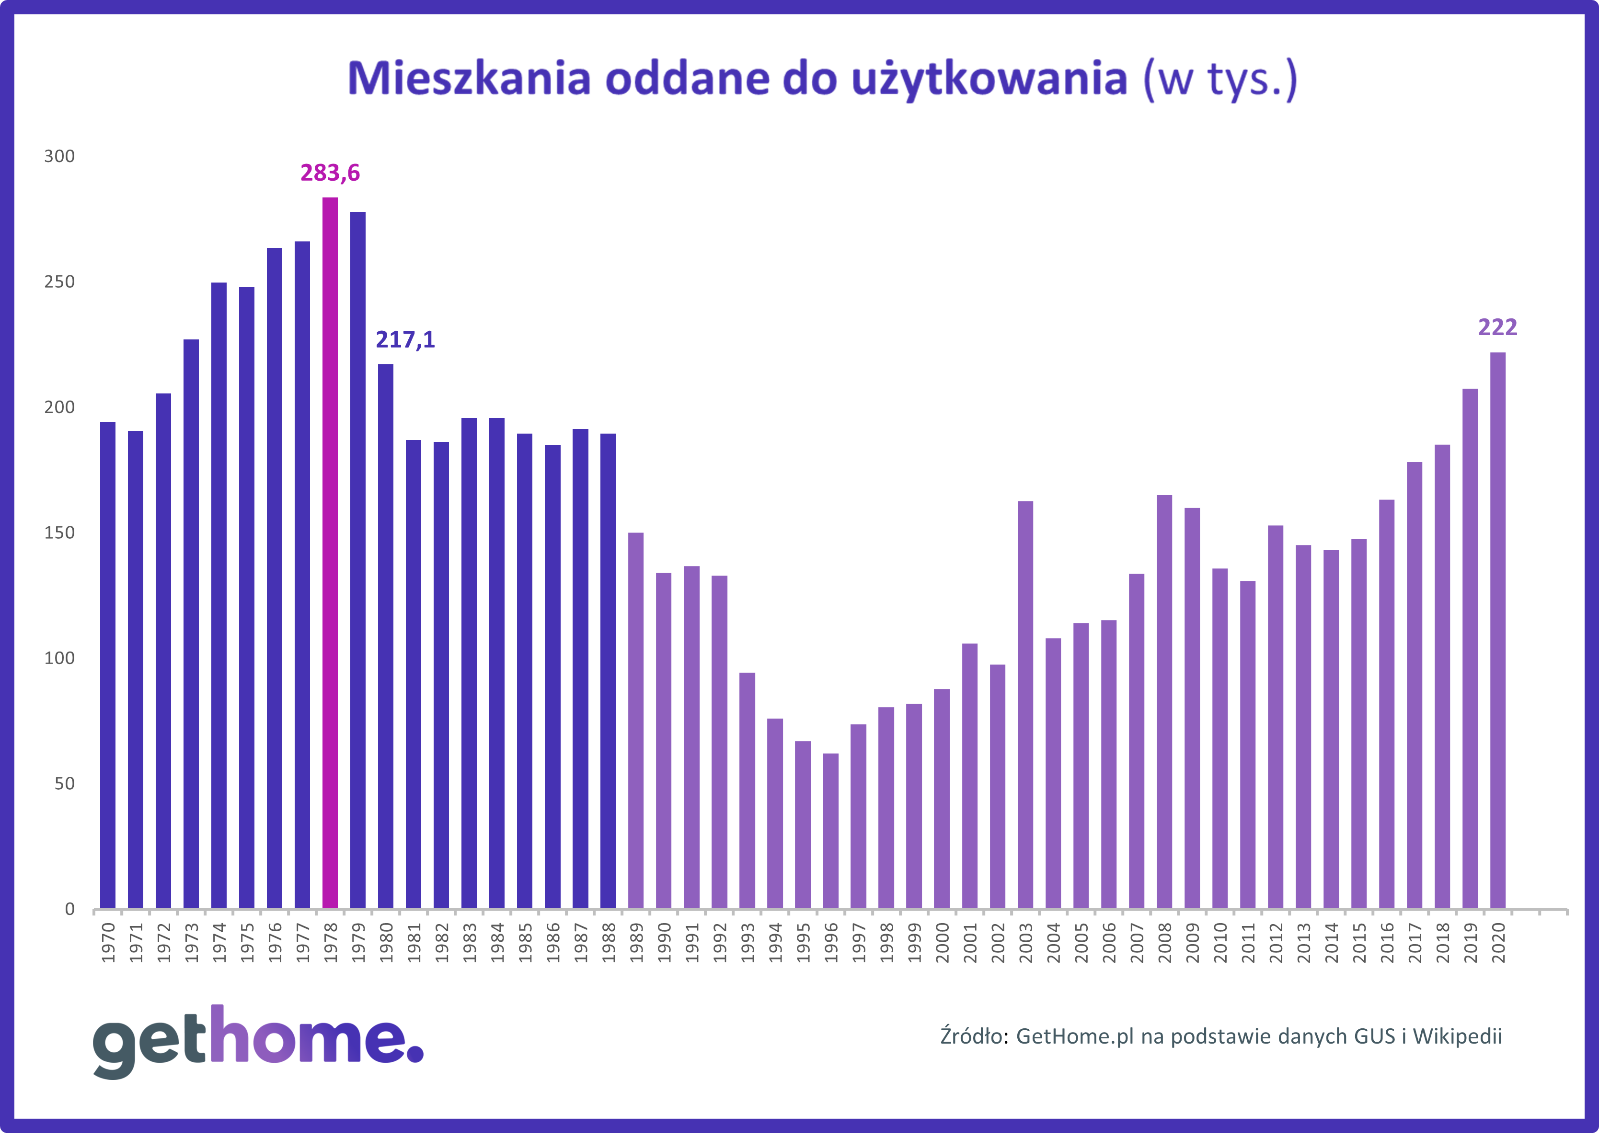 Mieszkania oddane do użytkowania (w tys.)
300
250
200
150
100
50
0
283,6
217,1
222
1970 1971 1972 1973 1974 1975 1976 1977 1978 1979 1980 1981 1982 1983 1984 1985 1986 1987 1988 1989 1990 1991 1992 1993 1994 1995 1996 1997 1998 1999 2000 2001 2002 2003 2004 2005 2006 2007 2008 2009 2010 2011 2012 2013 2014 2015 2016 2017 2018 2019 2020
gethome.
Źródło: GetHome.pl na podstawie danych GUS i Wikipedii